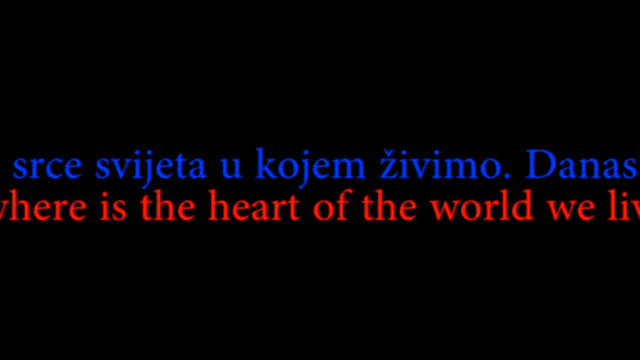 srce svijeta u kojem živimo. Danas
where is the heart of the world we liv